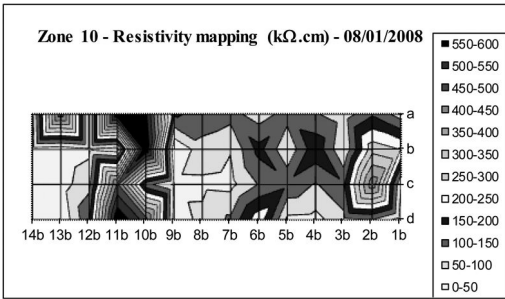 Zone 10 - Resistivity mapping (kΩ.cm) - 08/01/2008
550-600
500-550
450-500
400-450
350-400
300-350
250-300
200-250
150-200
100-150
50-100
0-50
a
b
c
d
14b 13b 12b 11b 10b 9b 8b 7b 6b 5b 4b 3b 2b 1b